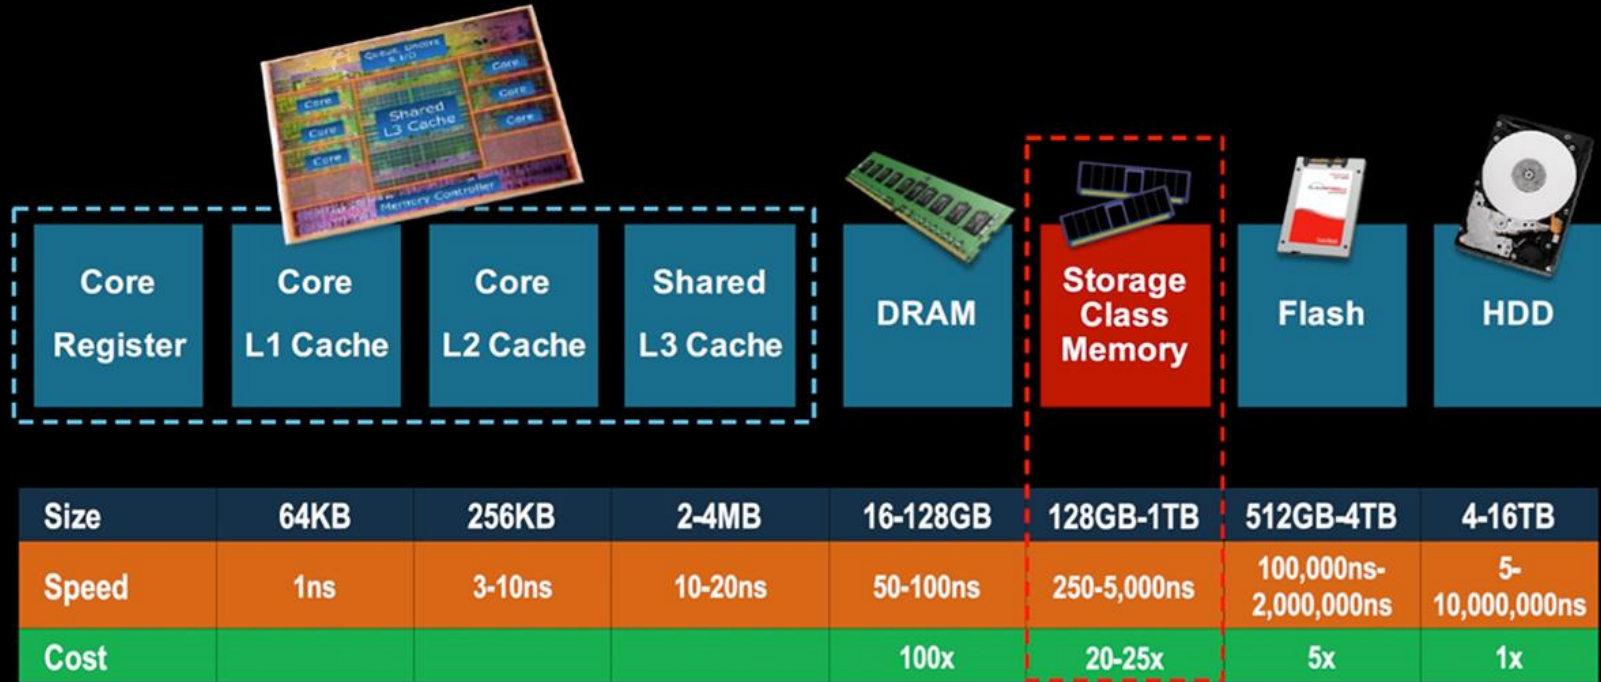 Queue, Uncore
& I/O
Core
Core
Core
Shared
L3 Cache
Core
Core
Core
Memory Controller
Core
Register
Core
L1 Cache
Core
L2 Cache
Shared
L3 Cache
DRAM
Storage
Class
Memory
Flash
HDD
Size 64KB 256KB 2-4MB 16-128GB 128GB-1TB 512GB-4TB 4-16TB
Speed 1ns 3-10ns 10-20ns 50-100ns 250-5,000ns 100,000ns-
2,000,000ns 5-
10,000,000ns
Cost 100x 20-25x 5x 1x